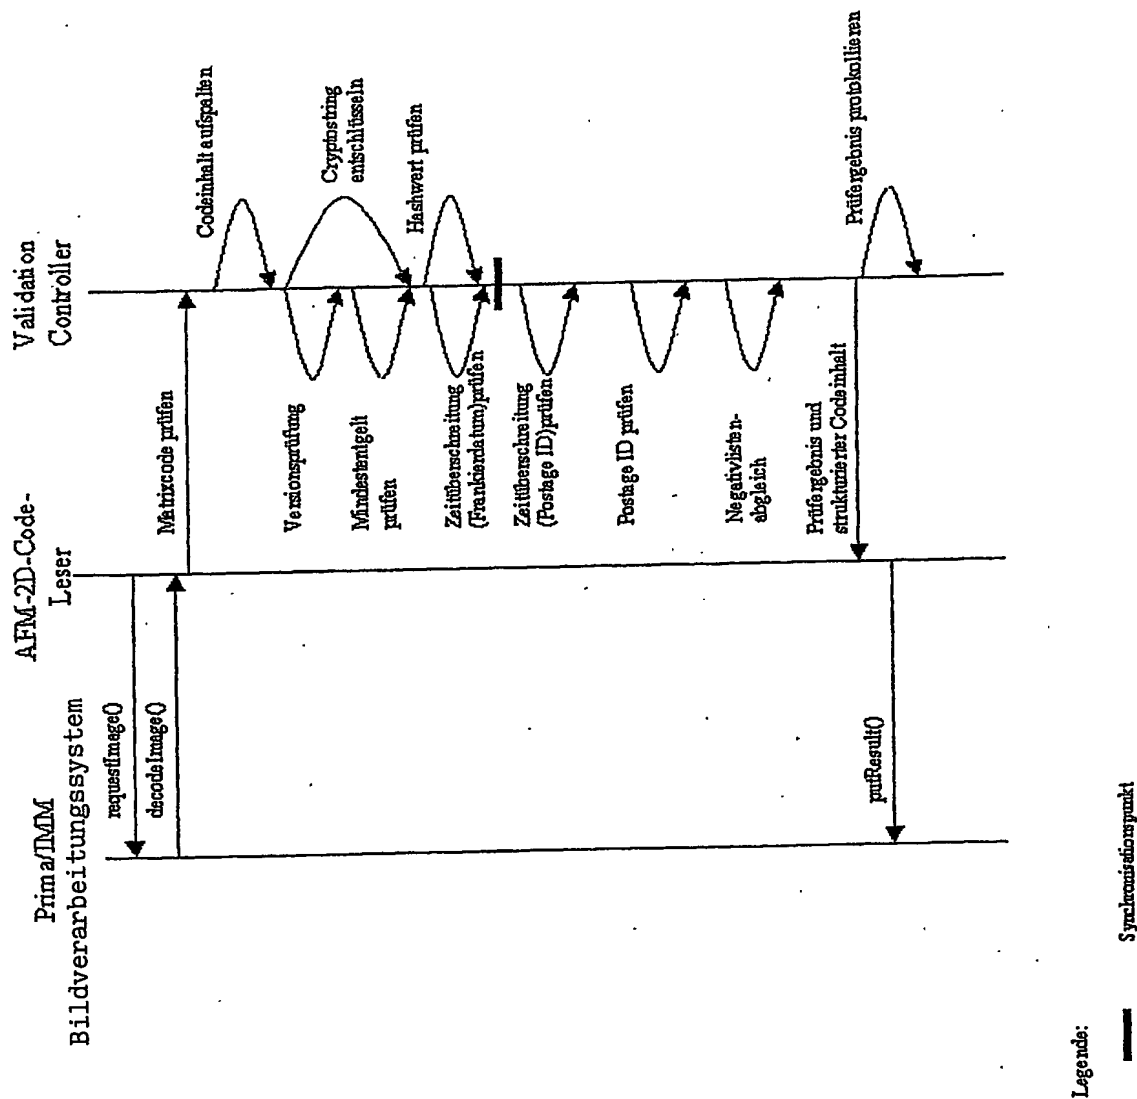 Prima/IMM
Bildverarbeitungssystem
AFM-2D-Code-
Leser
Validation
Controller
requestImage()
decodeImage()
Matrixcode prüfen
Codeinhalt aufspalten
Versionsprüfung
Cryptostring
entschlüsseln
Mindestentgelt
prüfen
Hashwert prüfen
Zeitüberschreitung
(Frankierdatum)prüfen
Zeitüberschreitung
(Postage ID)prüfen
Postage ID prüfen
Negativlisten-
abgleich
Prüfergebnis und
strukturierter Codeinhalt
Prüfergebnis protokollieren
putResult()
Legende:
Synchronisationspunkt